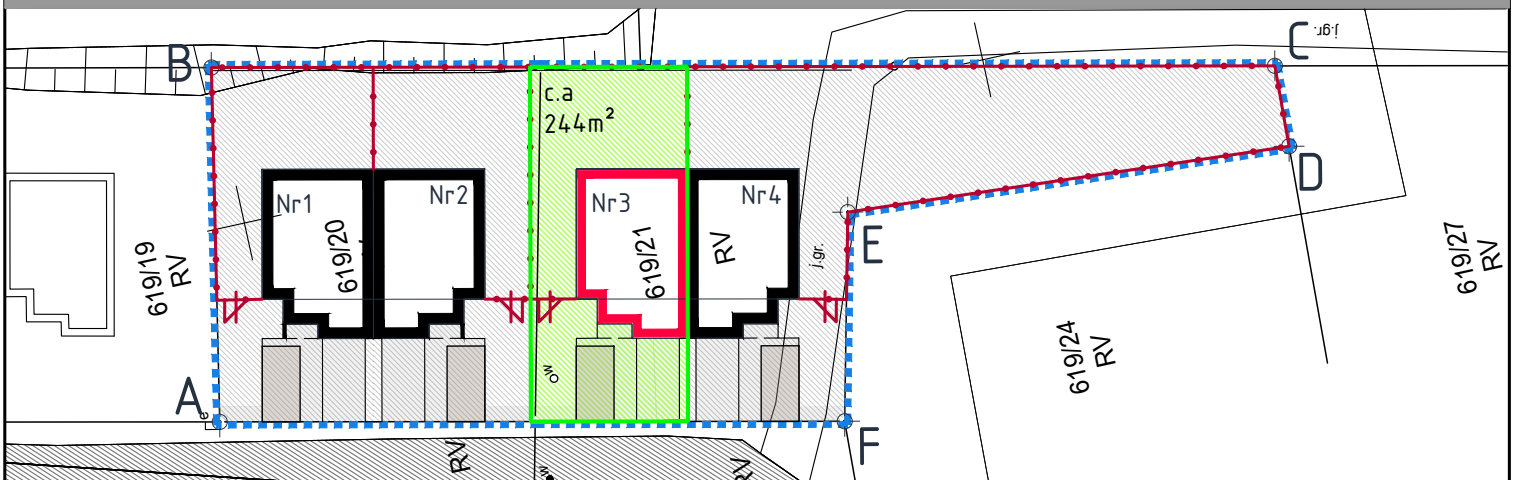 B
C
j.gr.
c.a
244m²
D
Nr1
Nr2
Nr3
Nr4
619/19
RV
619/20
619/21
RV
j.gr.
E
619/27
RV
619/24
RV
w
A
e
F
RV
w
RV